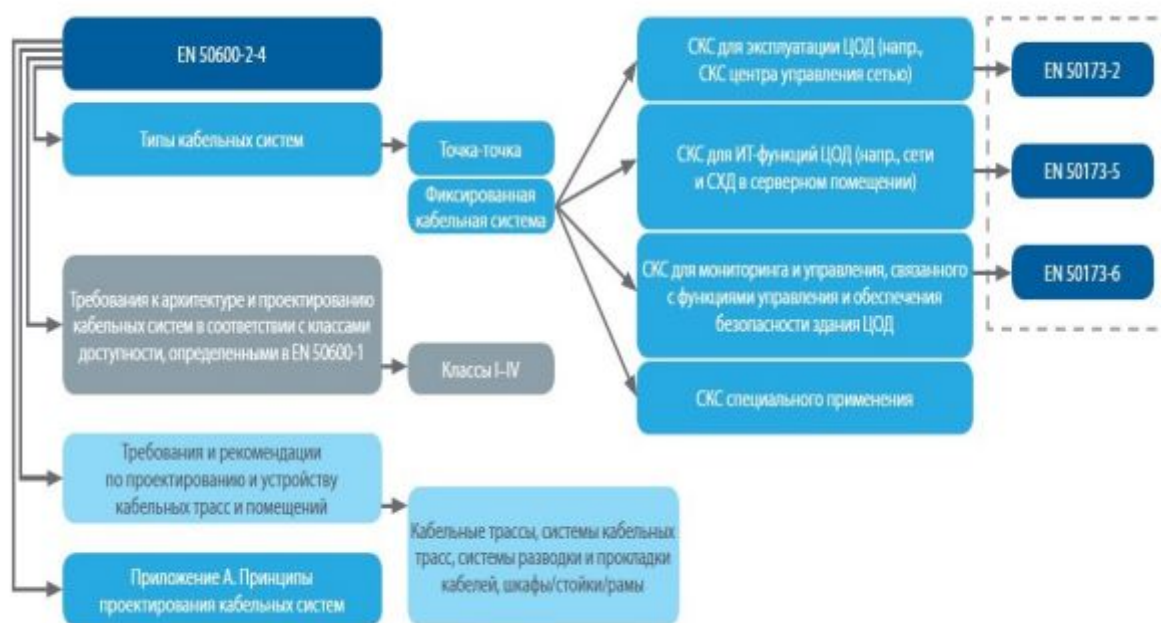 EN 50600-2-4
Типы кабельных систем
Точка-точка
Фиксированная
кабельная система
СКС для эксплуатации ЦОД (напр.,
СКС центра управления сетью)
EN 50173-2
СКС для ИТ-функций ЦОД (напр., сети
и СХД в серверном помещении)
EN 50173-5
СКС для мониторинга и управления, связанного
с функциями управления и обеспечения
безопасности здания ЦОД
EN 50173-6
СКС специального применения
Требования к архитектуре и проектированию
кабельных систем в соответствии с классами
доступности, определенными в EN 50600-1
Классы I–IV
Требования и рекомендации
по проектированию и устройству
кабельных трасс и помещений
Кабельные трассы, системы кабельных
трасс, системы разводки и прокладки
кабелей, шкафы/стойки/рамы
Приложение А. Принципы
проектирования кабельных систем